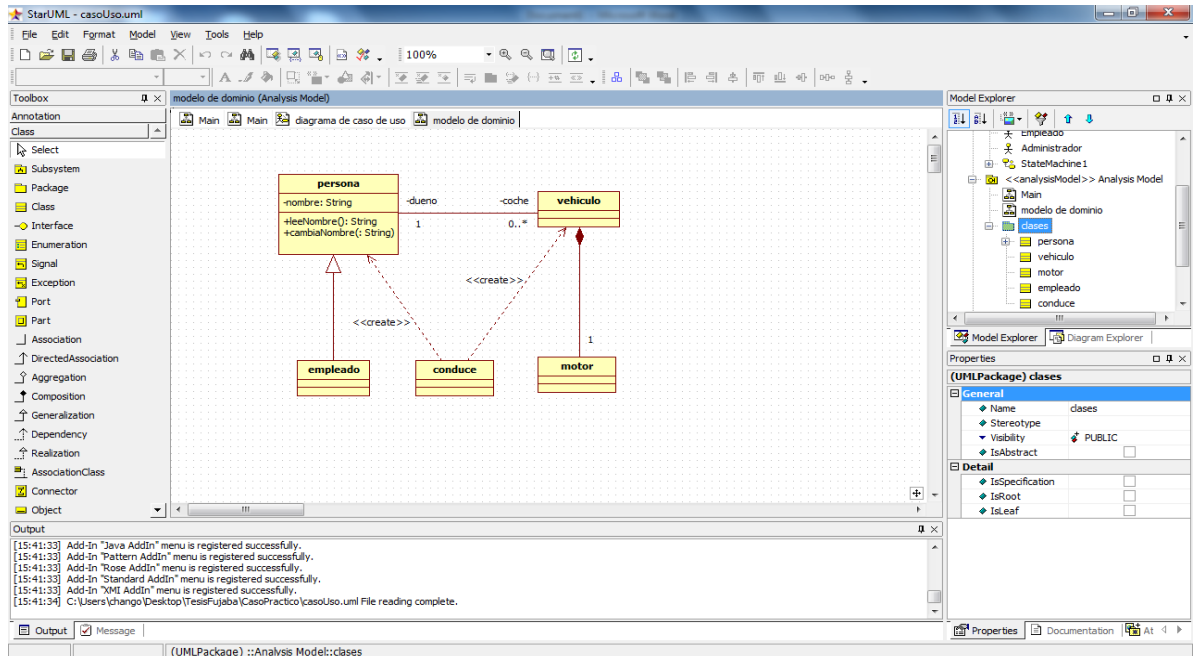 StarUML - casoUso.uml
File Edit Format Model View Tools Help
100%
Toolbox
Annotation
Class
Select
Subsystem
Package
Class
Interface
Enumeration
Signal
Exception
Port
Part
Association
DirectedAssociation
Aggregation
Composition
Generalization
Dependency
Realization
AssociationClass
Connector
Object
modelo de dominio (Analysis Model)
Main Main diagrama de caso de uso modelo de dominio
persona
-nombre: String
+leeNombre(): String
+cambiaNombre(: String)
-dueno
-coche
1
0..*
vehiculo
<<create>>
<<create>>
1
empleado
conduce
motor
Model Explorer
Empleado
Administrador
StateMachine1
<<analysisModel>> Analysis Model
Main
modelo de dominio
clases
persona
vehiculo
motor
empleado
conduce
Model Explorer Diagram Explorer
Properties
(UMLPackage) clases
General
Name clases
Stereotype
Visibility PUBLIC
IsAbstract
Detail
IsSpecification
IsRoot
IsLeaf
Properties Documentation At
Output
[15:41:33] Add-In "Java AddIn" menu is registered successfully.
[15:41:33] Add-In "Pattern AddIn" menu is registered successfully.
[15:41:33] Add-In "Rose AddIn" menu is registered successfully.
[15:41:33] Add-In "Standard AddIn" menu is registered successfully.
[15:41:33] Add-In "XMI AddIn" menu is registered successfully.
[15:41:34] C:\Users\chango\Desktop\TesisFujaba\CasoPractico\casoUso.uml File reading complete.
Output Message
(UMLPackage) ::Analysis Model::clases